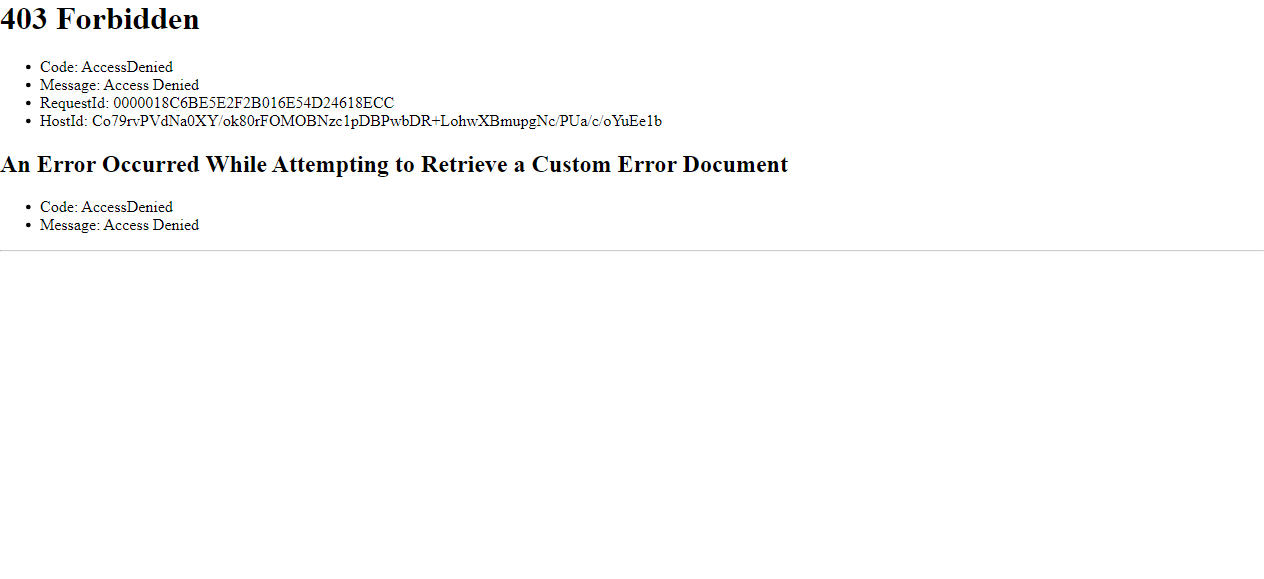 403 Forbidden
Code: AccessDenied
Message: Access Denied
RequestId: 0000018C6BE5E2F2B016E54D24618ECC
HostId: Co79rvPVdNa0XY/ok80rFOMOBNzc1pDBPwbDR+LohwXBmupgNc/PUa/c/oYuEe1b
An Error Occurred While Attempting to Retrieve a Custom Error Document
Code: AccessDenied
Message: Access Denied